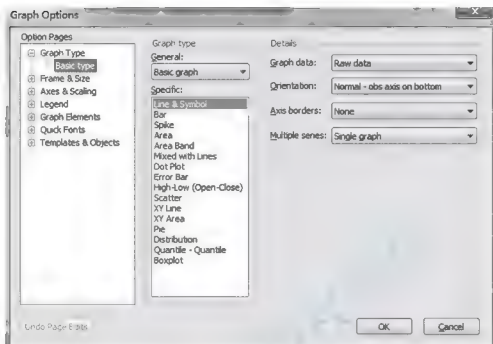 Graph Options
Option Pages
Graph Type
Basic type
Frame & Size
Axes & Scaling
Legend
Graph Elements
Quick Fonts
Templates & Objects
Graph type
General:
Basic graph
Specific:
Line & Symbol
Bar
Spike
Area
Area Band
Mixed with Lines
Dot Plot
Error Bar
High-Low (Open-Close)
Scatter
XY Line
XY Area
Pie
Distribution
Quantile - Quantile
Boxplot
Details
Graph data: Raw data
Orientation: Normal - obs axis on bottom
Axis borders: None
Multiple series: Single graph
Undo Page Edits
OK
Cancel